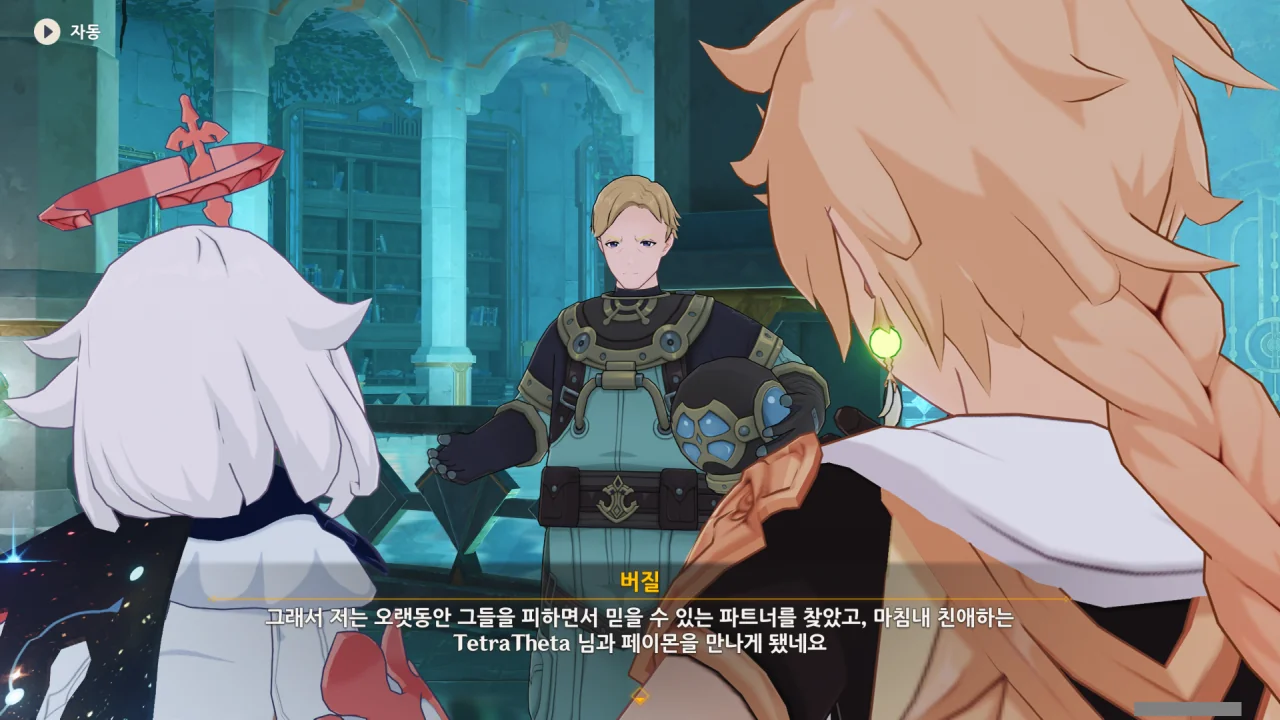 자동
버질
그래서 저는 오랫동안 그들을 피하면서 믿을 수 있는 파트너를 찾았고, 마침내 친애하는
TetraTheta 님과 페이몬을 만나게 됐네요